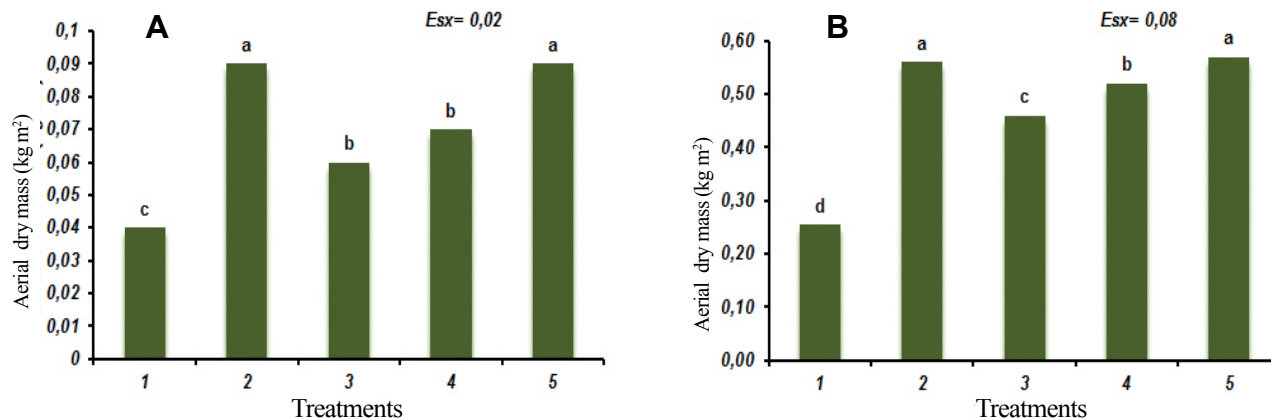 A
Esx= 0,02
Aerial dry mass (kg m²)
0,1
0,09
0,08
0,07
0,06
0,05
0,04
0,03
0,02
0,01
0
c
a
b
b
a
1 2 3 4 5
Treatments
B
Esx= 0,08
Aerial dry mass (kg m²)
0,60
0,50
0,40
0,30
0,20
0,10
0,00
d
a
c
b
a
1 2 3 4 5
Treatments